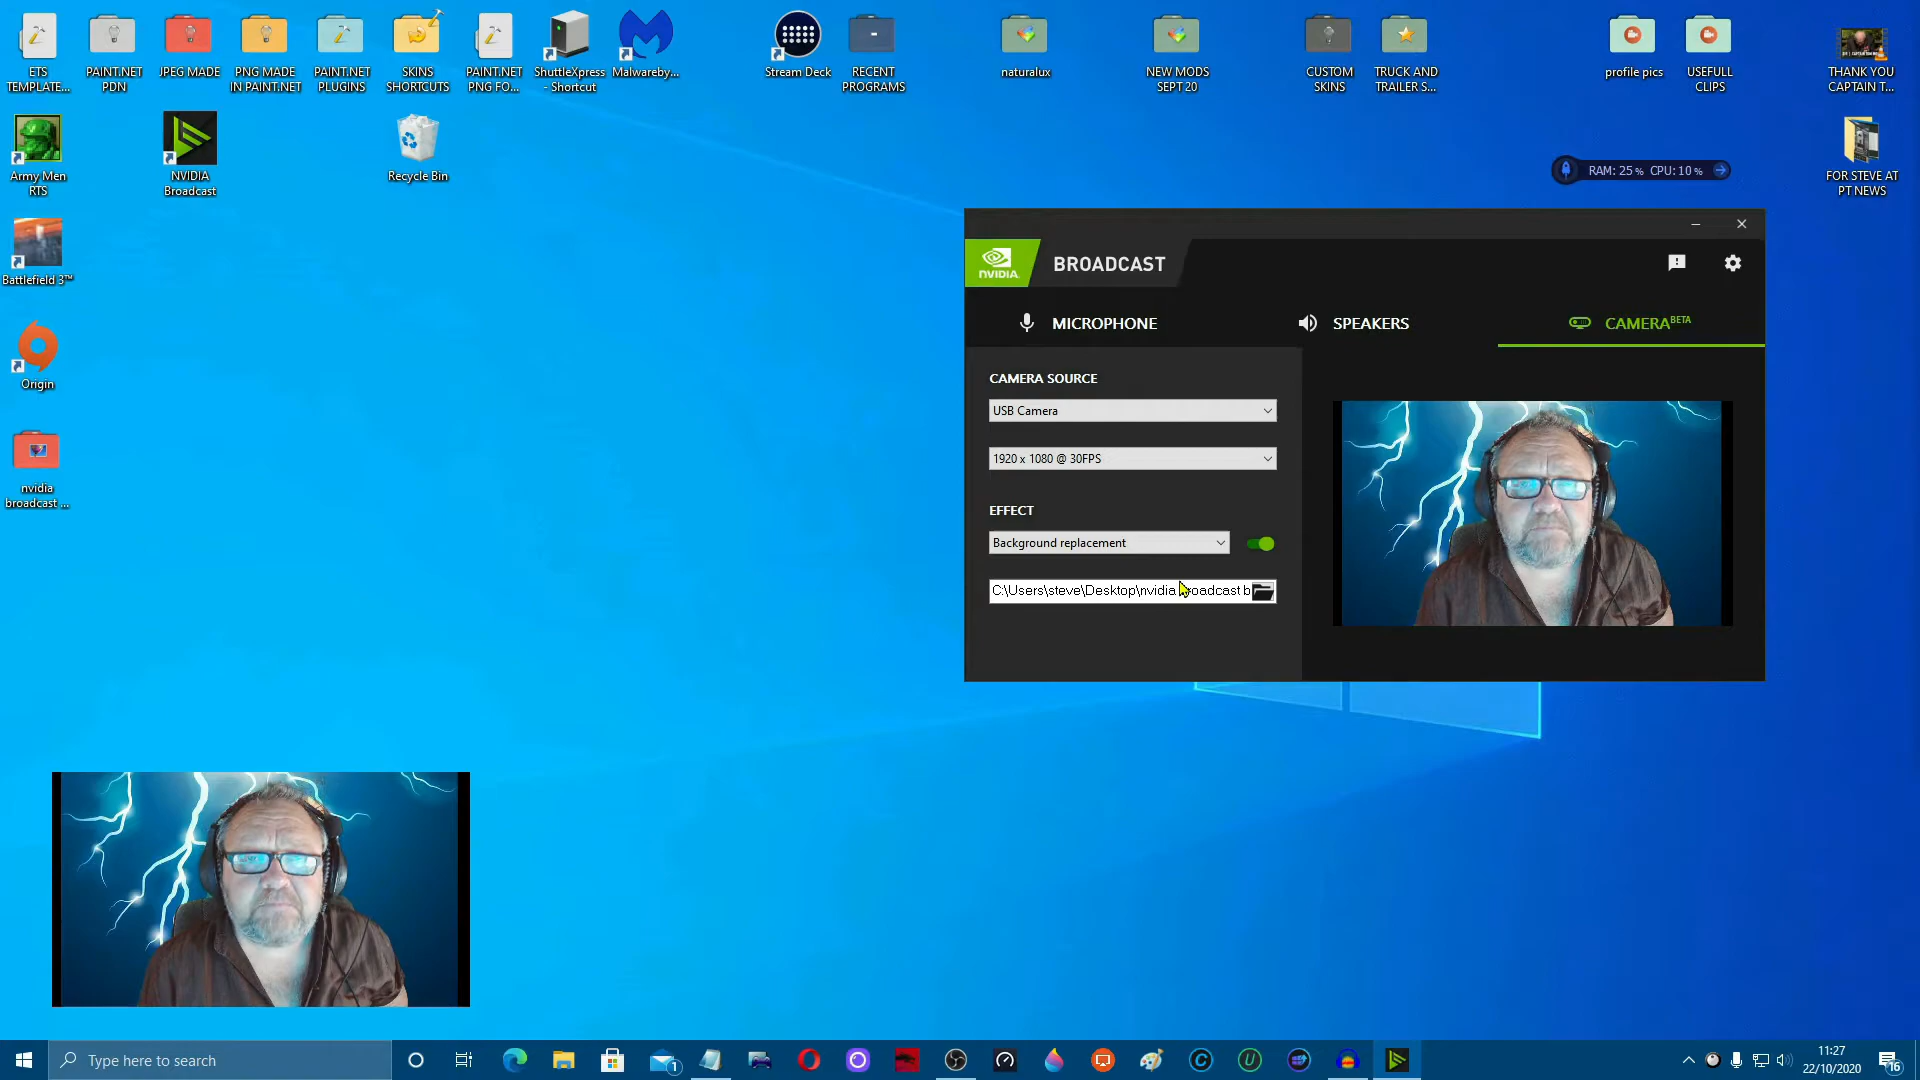 ETS
TEMPLATE...
PAINT.NET
PDN
JPEG MADE
PNG MADE
IN PAINT.NET
PAINT.NET
PLUGINS
SKINS
SHORTCUTS
PAINT.NET
PNG FO...
ShuttleXpress
- Shortcut
Malwareby...
Stream Deck
RECENT
PROGRAMS
naturalux
NEW MODS
SEPT 20
CUSTOM
SKINS
TRUCK AND
TRAILER S...
profile pics
USEFULL
CLIPS
THANK YOU
CAPTAIN T...
Army Men
RTS
NVIDIA
Broadcast
Recycle Bin
RAM: 25 % CPU: 10 %
FOR STEVE AT
PT NEWS
Battlefield 3™
Origin
nvidia
broadcast ...
NVIDIA.
BROADCAST
MICROPHONE
SPEAKERS
CAMERA BETA
CAMERA SOURCE
USB Camera
1920 x 1080 @ 30FPS
EFFECT
Background replacement
C:\Users\steve\Desktop\nvidia broadcast b
Type here to search
1
11:27
22/10/2020
16